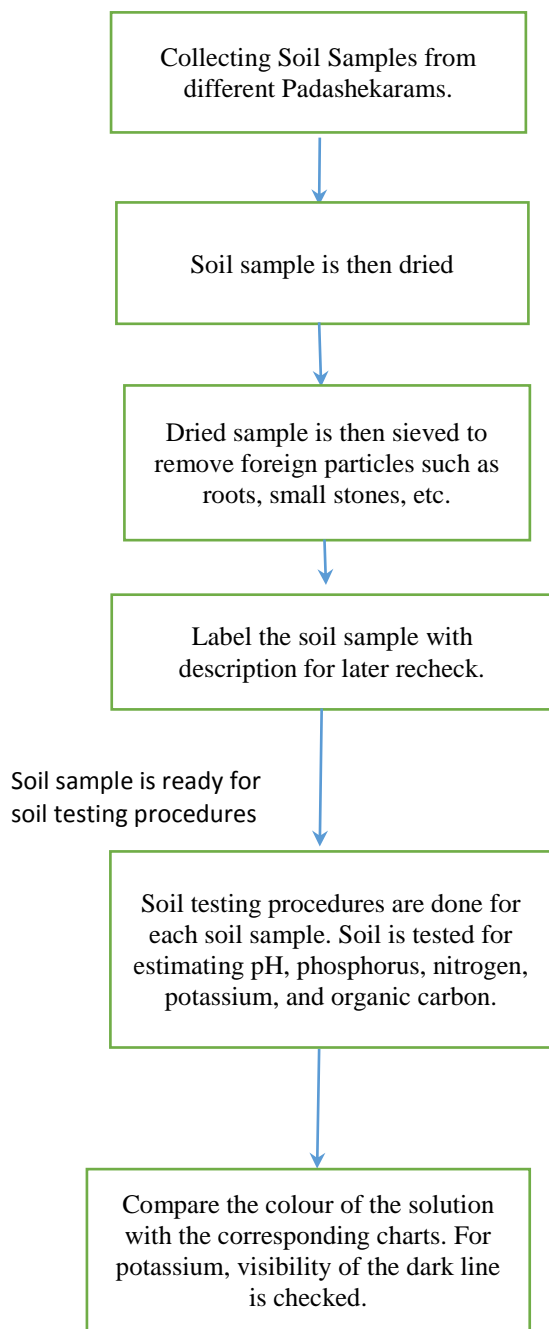 Collecting Soil Samples from
different Padashekarams.
Soil sample is then dried
Dried sample is then sieved to
remove foreign particles such as
roots, small stones, etc.
Label the soil sample with
description for later recheck.
Soil sample is ready for
soil testing procedures
Soil testing procedures are done for
each soil sample. Soil is tested for
estimating pH, phosphorus, nitrogen,
potassium, and organic carbon.
Compare the colour of the solution
with the corresponding charts. For
potassium, visibility of the dark line
is checked.